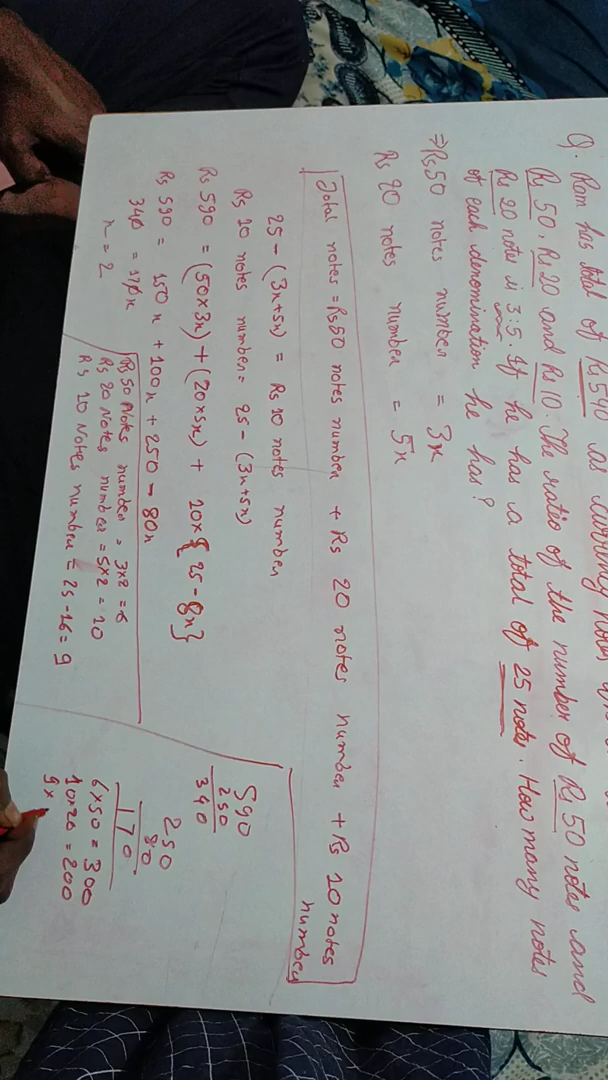 Q. Ram has total of Rs 590 as currency notes
Rs 50, Rs 20 and Rs 10. The ratio of the number of Rs 50 notes and
Rs 20 notes is 3:5. If he has a total of 25 notes. How many notes
of each denomination he has?
⇒ Rs 50 notes number = 3x
Rs 20 notes number = 5x
Total notes = Rs 50 notes number + Rs 20 notes number + Rs 10 notes
number
25 - (3x+5x) = Rs 10 notes number
Rs 10 notes number = 25 - (3x+5x)
Rs 590 = (50×3x) + (20×5x) + 10×{25-8x}
Rs 590 = 150x + 100x + 250 - 80x
340 = 170x
x = 2
Rs 50 Notes number = 3×2 = 6
Rs 20 Notes number = 5×2 = 10
Rs 10 Notes number = 25-16 = 9
590
250
340
250
80
170
6×50 = 300
10×20 = 200
9×